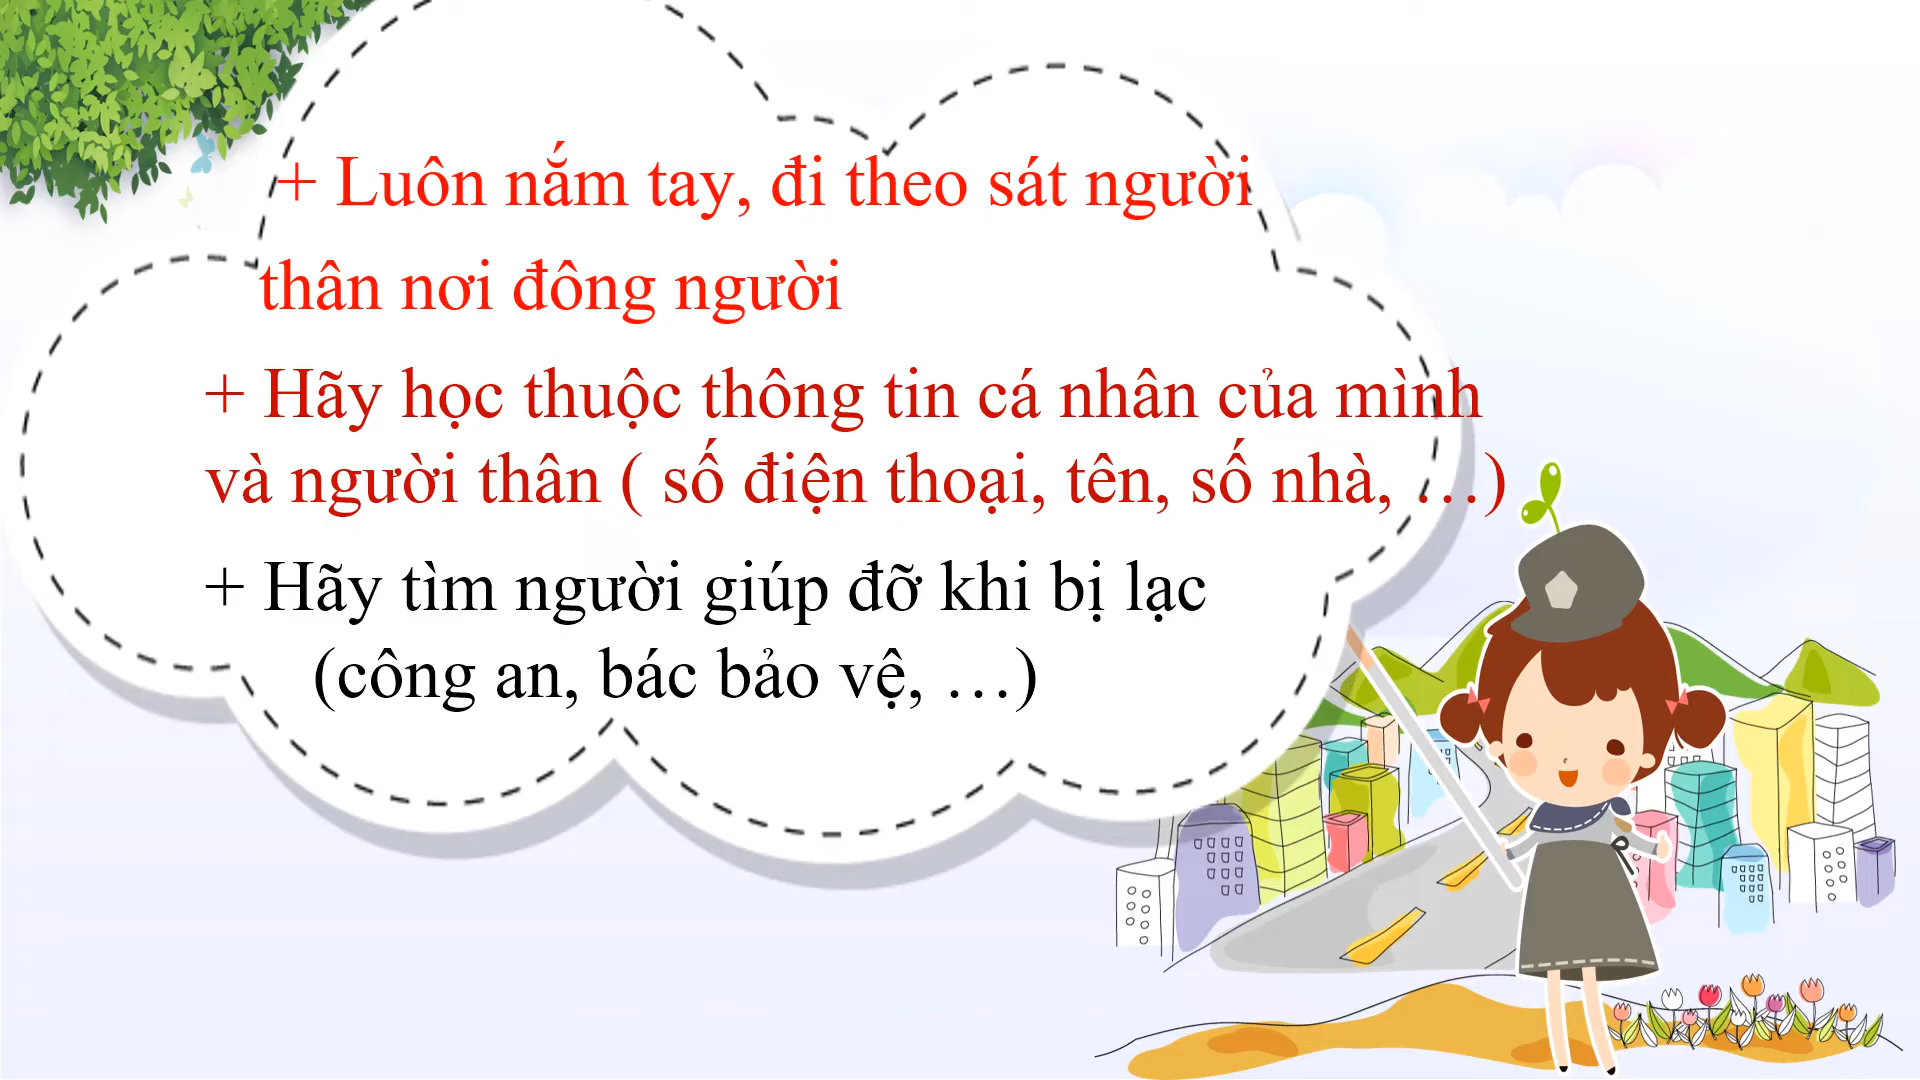 + Luôn nắm tay, đi theo sát người
thân nơi đông người
+ Hãy học thuộc thông tin cá nhân của mình
và người thân ( số điện thoại, tên, số nhà, …)
+ Hãy tìm người giúp đỡ khi bị lạc
(công an, bác bảo vệ, …)